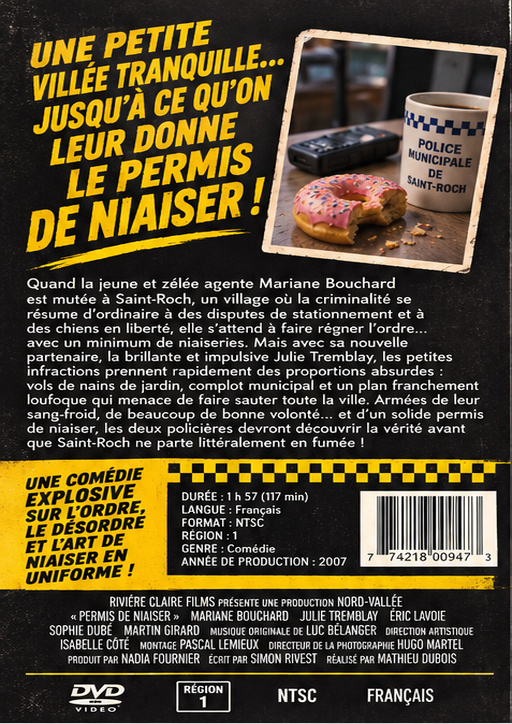 UNE PETITE
VILLÉE TRANQUILLE...
JUSQU'À CE QU'ON
LEUR DONNE
LE PERMIS
DE NIAISER !
POLICE
MUNICIPALE
DE
SAINT-ROCH
Quand la jeune et zélée agente Mariane Bouchard
est mutée à Saint-Roch, un village où la criminalité se
résume d'ordinaire à des disputes de stationnement et à
des chiens en liberté, elle s'attend à faire régner l'ordre...
avec un minimum de niaiseries. Mais avec sa nouvelle
partenaire, la brillante et impulsive Julie Tremblay, les petites
infractions prennent rapidement des proportions absurdes :
vols de nains de jardin, complot municipal et un plan franchement
loufoque qui menace de faire sauter toute la ville. Armées de leur
sang-froid, de beaucoup de bonne volonté... et d'un solide permis
de niaiser, les deux policières devront découvrir la vérité avant
que Saint-Roch ne parte littéralement en fumée !
UNE COMÉDIE
EXPLOSIVE
SUR L'ORDRE,
LE DÉSORDRE
ET L'ART DE
NIAISER EN
UNIFORME !
DURÉE : 1 h 57 (117 min)
LANGUE : Français
FORMAT : NTSC
RÉGION : 1
GENRE : Comédie
ANNÉE DE PRODUCTION : 2007
7 74218 00947 3
RIVIÉRE CLAIRE FILMS PRÉSENTE UNE PRODUCTION NORD-VALLÉE
« PERMIS DE NIAISER » MARIANE BOUCHARD JULIE TREMBLAY ÉRIC LAVOIE
SOPHIE DUBÉ MARTIN GIRARD MUSIQUE ORIGINALE DE LUC BÉLANGER DIRECTION ARTISTIQUE
ISABELLE CÔTÉ MONTAGE PASCAL LEMIEUX DIRECTEUR DE LA PHOTOGRAPHIE HUGO MARTEL
PRODUIT PAR NADIA FOURNIER ÉCRIT PAR SIMON RIVEST RÉALISÉ PAR MATHIEU DUBOIS
DVD
VIDEO
RÉGION
1
NTSC
FRANÇAIS